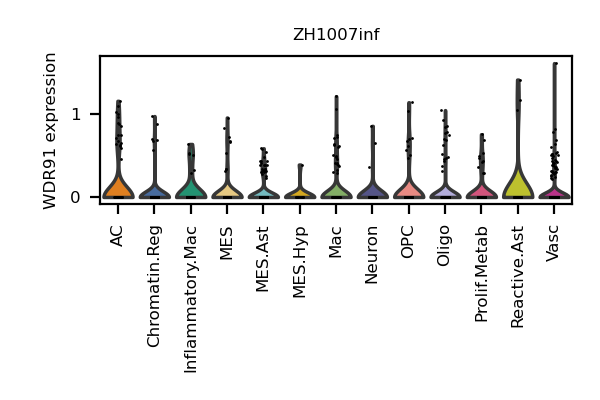 ZH1007inf
WDR91 expression
1
0
AC
Chromatin.Reg
Inflammatory.Mac
MES
MES.Ast
MES.Hyp
Mac
Neuron
OPC
Oligo
Prolif.Metab
Reactive.Ast
Vasc